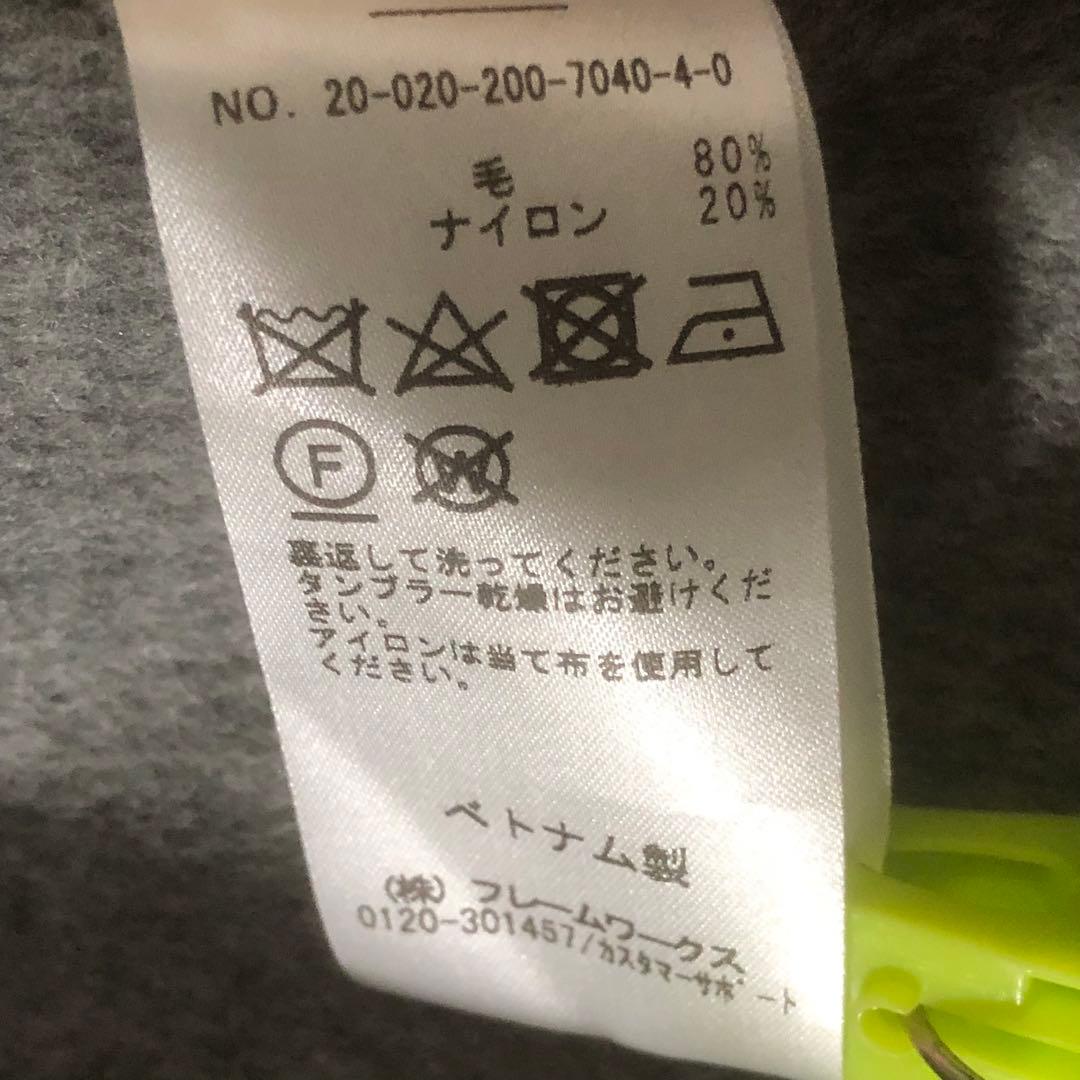 NO. 20-020-200-7040-4-0
毛 80%
ナイロン 20%
F
W
裏返して洗ってください。
タンブラー乾燥はお避けくだ
さい。
アイロンは当て布を使用して
ください。
ベトナム製
(株) フレームワークス
0120-301457/カスタマーサポート